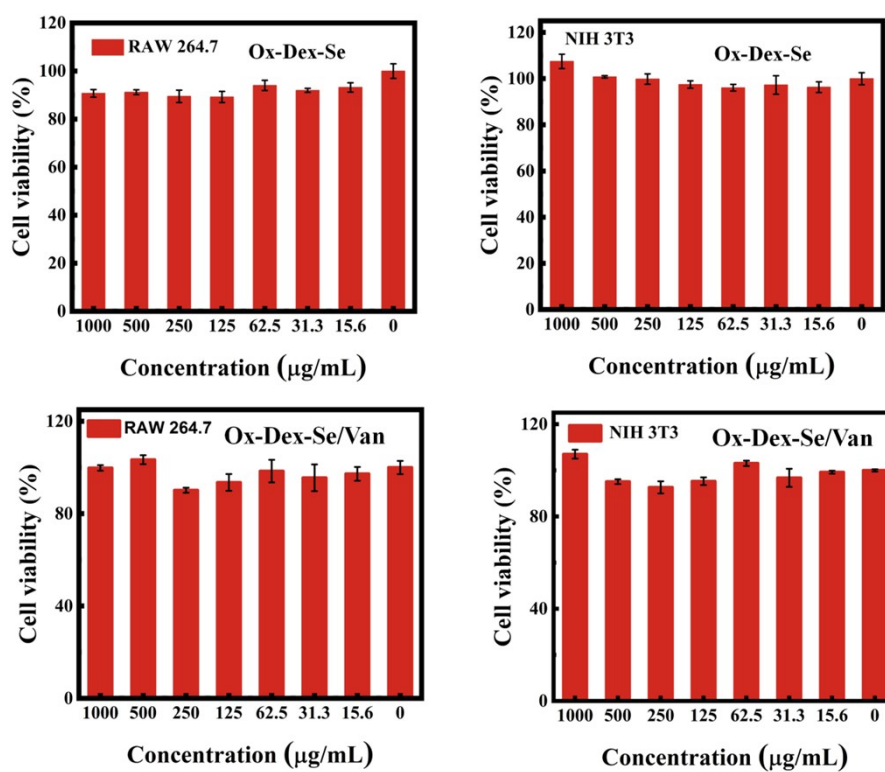 120
100
80
60
40
20
0
Cell viability (%)
RAW 264.7
Ox-Dex-Se
1000 500 250 125 62.5 31.3 15.6 0
Concentration (μg/mL)
120
100
80
60
40
20
0
Cell viability (%)
NIH 3T3
Ox-Dex-Se
1000 500 250 125 62.5 31.3 15.6 0
Concentration (μg/mL)
120
80
40
0
Cell viability (%)
RAW 264.7
Ox-Dex-Se/Van
1000 500 250 125 62.5 31.3 15.6 0
Concentration (μg/mL)
120
80
40
0
Cell viability (%)
NIH 3T3
Ox-Dex-Se/Van
1000 500 250 125 62.5 31.3 15.6 0
Concentration (μg/mL)